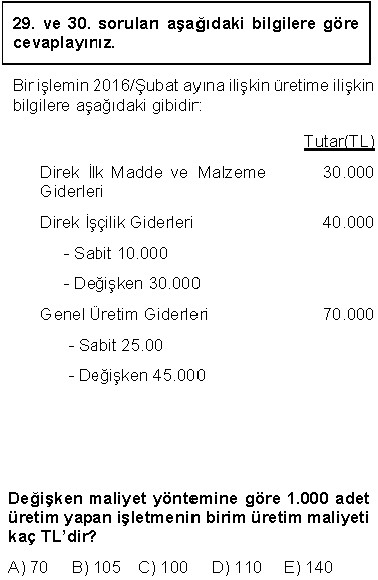 29. ve 30. soruları aşağıdaki bilgilere göre
cevaplayınız.
Bir işlemin 2016/Şubat ayına ilişkin üretime ilişkin
bilgilere aşağıdaki gibidir:
Tutar(TL)
Direk İlk Madde ve Malzeme 30.000
Giderleri
Direk İşçilik Giderleri 40.000
- Sabit 10.000
- Değişken 30.000
Genel Üretim Giderleri 70.000
- Sabit 25.00
- Değişken 45.000
Değişken maliyet yöntemine göre 1.000 adet
üretim yapan işletmenin birim üretim maliyeti
kaç TL'dir?
A) 70 B) 105 C) 100 D) 110 E) 140